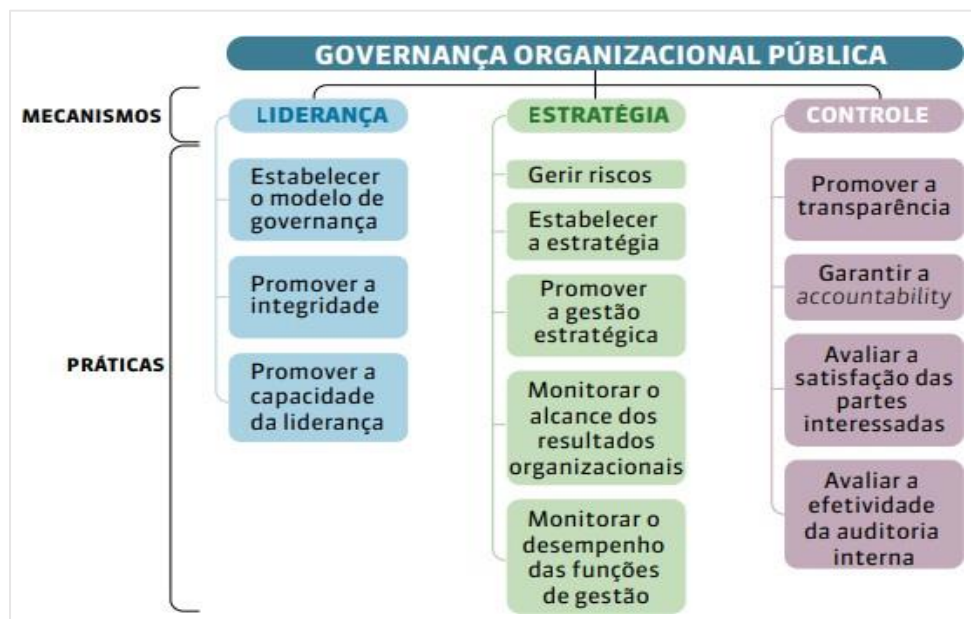 GOVERNANÇA ORGANIZACIONAL PÚBLICA
MECANISMOS
LIDERANÇA
ESTRATÉGIA
CONTROLE
PRÁTICAS
Estabelecer
o modelo de
governança
Promover a
integridade
Promover a
capacidade
da liderança
Gerir riscos
Estabelecer
a estratégia
Promover
a gestão
estratégica
Monitorar o
alcance dos
resultados
organizacionais
Monitorar o
desempenho
das funções
de gestão
Promover a
transparência
Garantir a
accountability
Avaliar a
satisfação das
partes
interessadas
Avaliar a
efetividade
da auditoria
interna